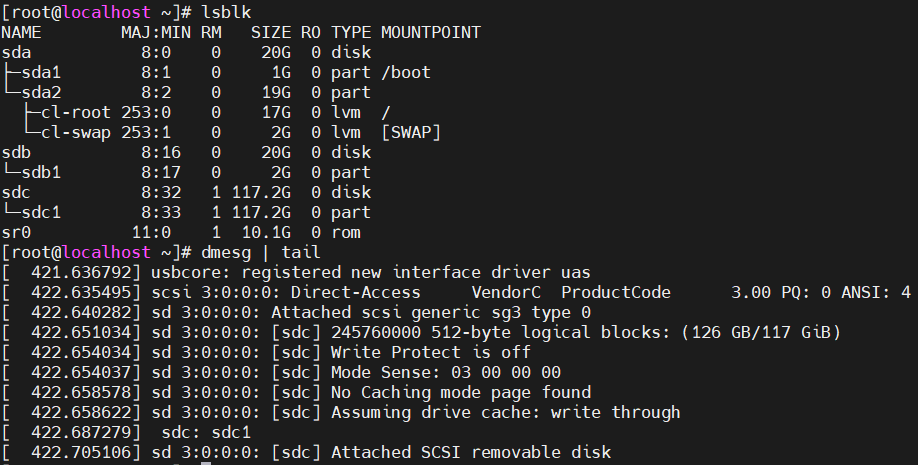 [root@localhost ~]# lsblk
NAME        MAJ:MIN RM   SIZE RO TYPE MOUNTPOINT
sda           8:0    0    20G  0 disk
├─sda1        8:1    0     1G  0 part /boot
└─sda2        8:2    0    19G  0 part
  ├─cl-root 253:0    0    17G  0 lvm  /
  └─cl-swap 253:1    0     2G  0 lvm  [SWAP]
sdb           8:16   0    20G  0 disk
└─sdb1        8:17   0     2G  0 part
sdc           8:32   1 117.2G  0 disk
└─sdc1        8:33   1 117.2G  0 part
sr0          11:0    1  10.1G  0 rom
[root@localhost ~]# dmesg | tail
[  421.636792] usbcore: registered new interface driver uas
[  422.635495] scsi 3:0:0:0: Direct-Access     VendorC  ProductCode      3.00 PQ: 0 ANSI: 4
[  422.640282] sd 3:0:0:0: Attached scsi generic sg3 type 0
[  422.651034] sd 3:0:0:0: [sdc] 245760000 512-byte logical blocks: (126 GB/117 GiB)
[  422.654034] sd 3:0:0:0: [sdc] Write Protect is off
[  422.654037] sd 3:0:0:0: [sdc] Mode Sense: 03 00 00 00
[  422.658578] sd 3:0:0:0: [sdc] No Caching mode page found
[  422.658622] sd 3:0:0:0: [sdc] Assuming drive cache: write through
[  422.687279]  sdc: sdc1
[  422.705106] sd 3:0:0:0: [sdc] Attached SCSI removable disk